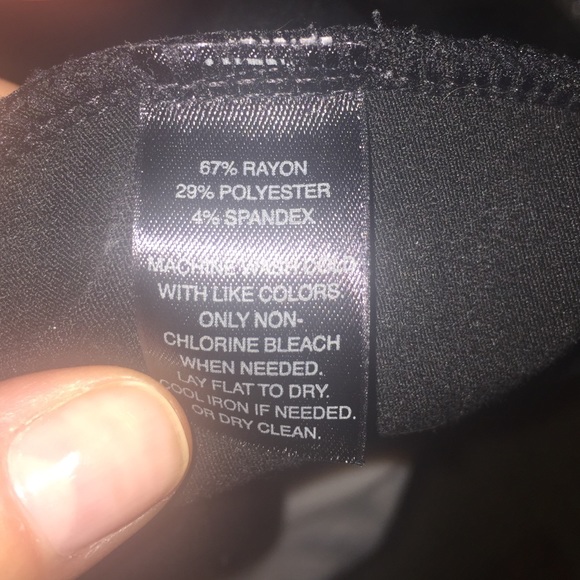 67% RAYON
29% POLYESTER
4% SPANDEX
MACHINE WASH COLD
WITH LIKE COLORS
ONLY NON-
CHLORINE BLEACH
WHEN NEEDED.
LAY FLAT TO DRY.
COOL IRON IF NEEDED.
OR DRY CLEAN.